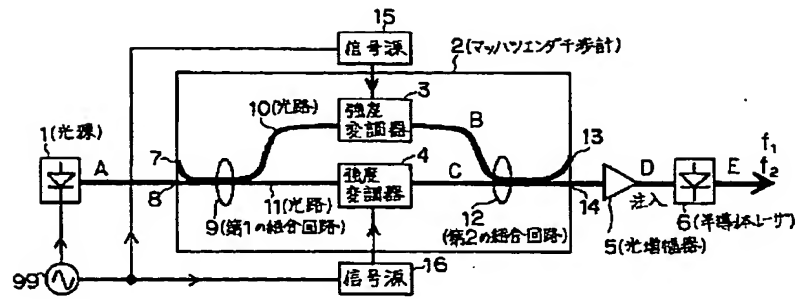 15
信号源
2(マッハツェンダ干渉計)
3
10(光路)
強度
変調器
B
13
1(光源)
A
7
8
4
強度
変調器
C
D
E
f1
f2
9(第1の結合回路)
11(光路)
12
(第2の結合回路)
14
注入
5(光増幅器)
6(半導体レーザ)
99
信号源
16